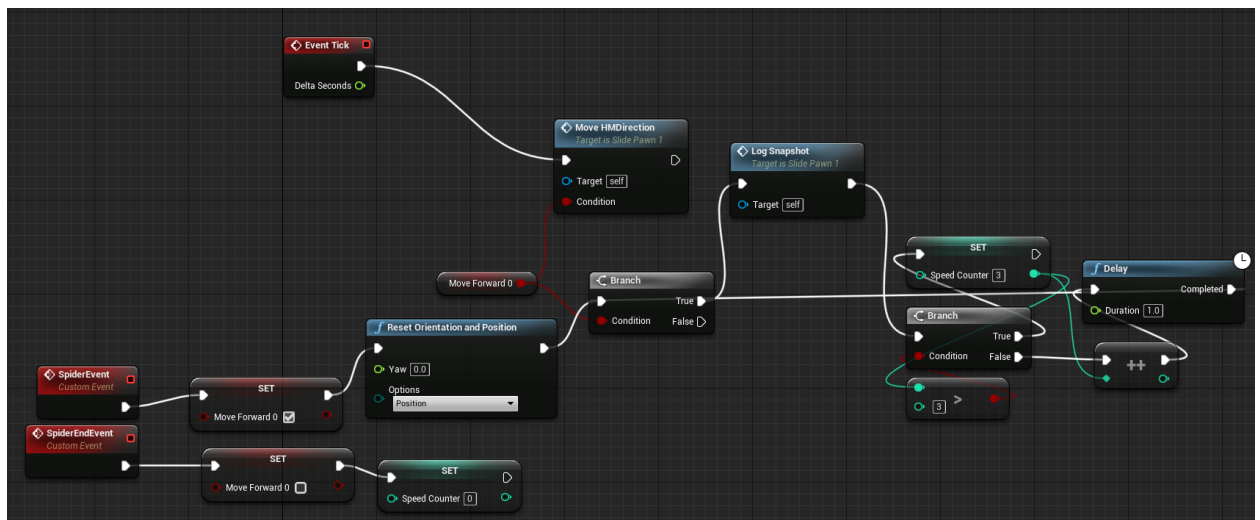 Event Tick
Delta Seconds
Move HMDirection
Target is Slide Pawn 1
Target self
Condition
Log Snapshot
Target is Slide Pawn 1
Target self
SET
Speed Counter 3
Delay
Completed
Duration 1.0
Move Forward 0
Branch
True
Condition False
Branch
True
Condition False
++
3 >
Reset Orientation and Position
Yaw 0.0
Options
Position
SpiderEvent
Custom Event
SET
Move Forward 0
SpiderEndEvent
Custom Event
SET
Move Forward 0
SET
Speed Counter 0